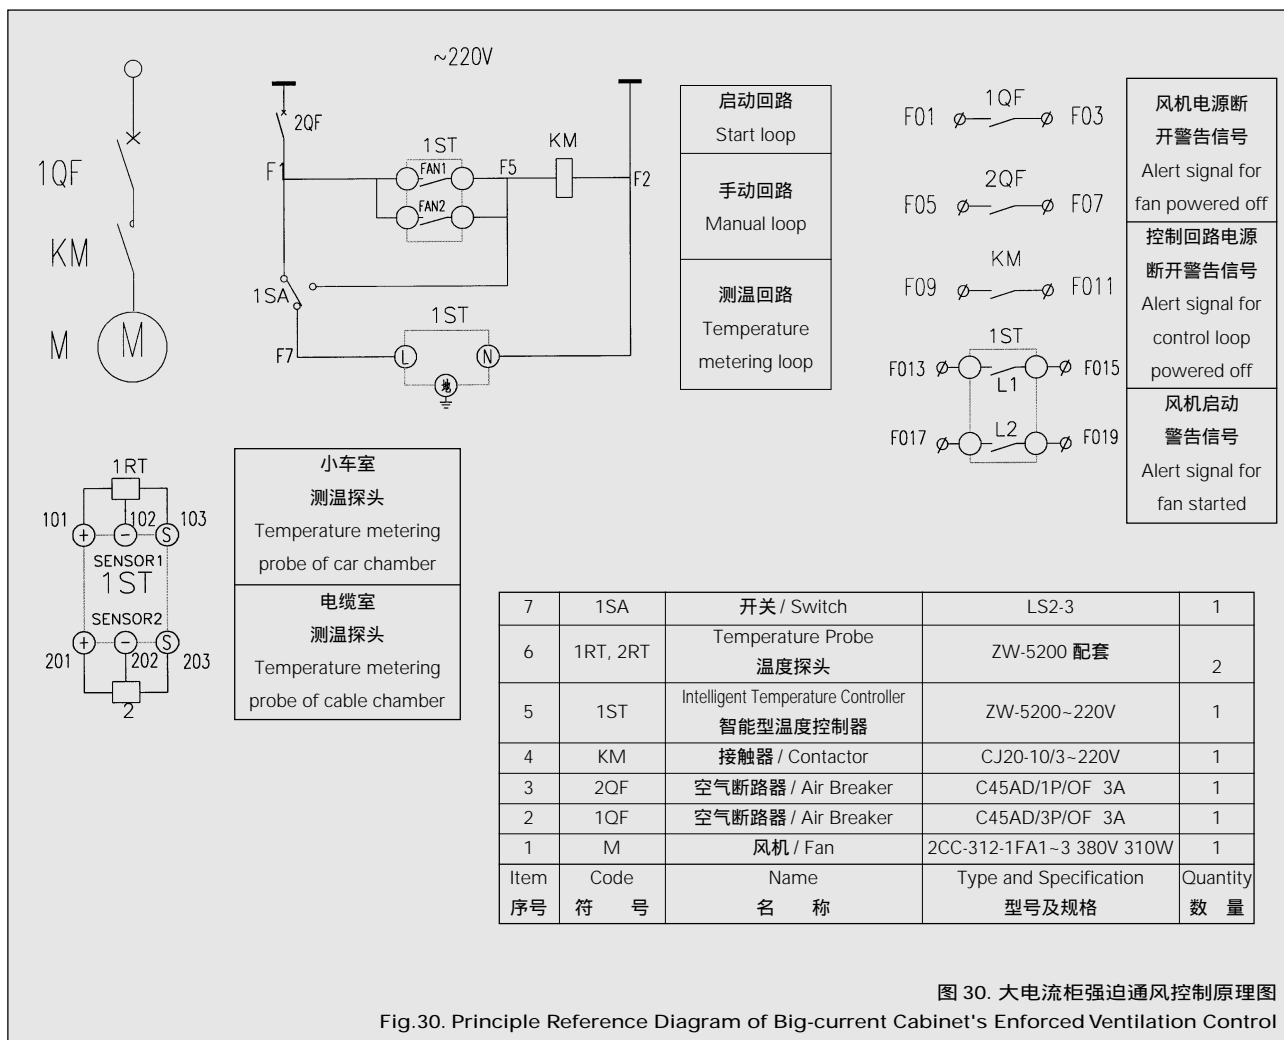 ~220V
1QF
KM
M
M
2QF
F1
1ST
FAN1
FAN2
F5
KM
F2
1SA
1ST
F7
L
N
地
启动回路
Start loop
手动回路
Manual loop
测温回路
Temperature
metering loop
F01 1QF F03
F05 2QF F07
F09 KM F011
1ST
F013 L1 F015
F017 L2 F019
风机电源断
开警告信号
Alert signal for
fan powered off
控制回路电源
断开警告信号
Alert signal for
control loop
powered off
风机启动
警告信号
Alert signal for
fan started
1RT
101 102 103
+ - S
SENSOR1
1ST
SENSOR2
+ - S
201 202 203
2
小车室
测温探头
Temperature metering
probe of car chamber
电缆室
测温探头
Temperature metering
probe of cable chamber
7 1SA 开关 / Switch LS2-3 1
6 1RT, 2RT Temperature Probe 温度探头 ZW-5200 配套 2
5 1ST Intelligent Temperature Controller 智能型温度控制器 ZW-5200~220V 1
4 KM 接触器 / Contactor CJ20-10/3~220V 1
3 2QF 空气断路器 / Air Breaker C45AD/1P/OF 3A 1
2 1QF 空气断路器 / Air Breaker C45AD/3P/OF 3A 1
1 M 风机 / Fan 2CC-312-1FA1~3 380V 310W 1
Item Code Name Type and Specification Quantity
序号 符 号 名 称 型号及规格 数 量
图 30. 大电流柜强迫通风控制原理图
Fig.30. Principle Reference Diagram of Big-current Cabinet's Enforced Ventilation Control